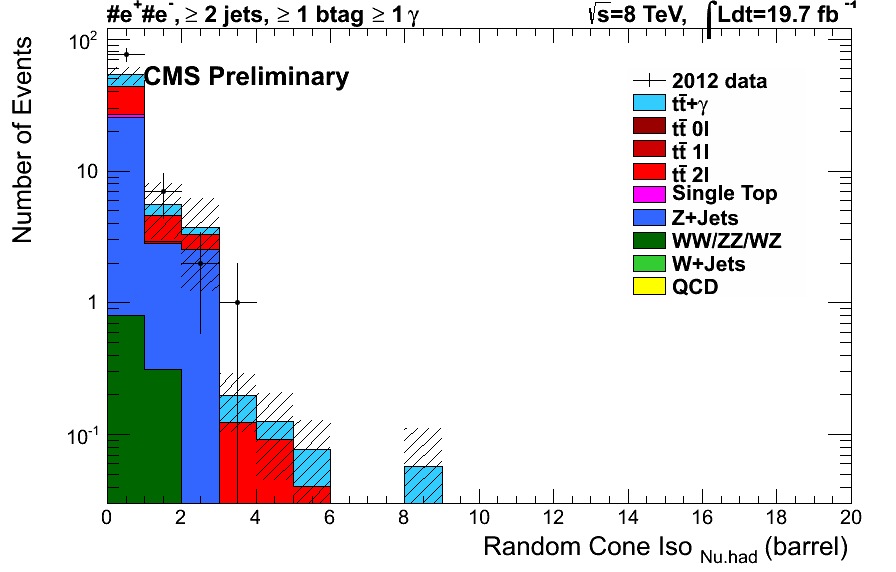 #e⁺#e⁻, ≥ 2 jets, ≥ 1 btag ≥ 1 γ
√s=8 TeV, ∫Ldt=19.7 fb⁻¹
CMS Preliminary
Number of Events
10²
10
1
10⁻¹
2012 data
tt̄+γ
tt̄ 0l
tt̄ 1l
tt̄ 2l
Single Top
Z+Jets
WW/ZZ/WZ
W+Jets
QCD
0 2 4 6 8 10 12 14 16 18 20
Random Cone Iso Nu.had (barrel)